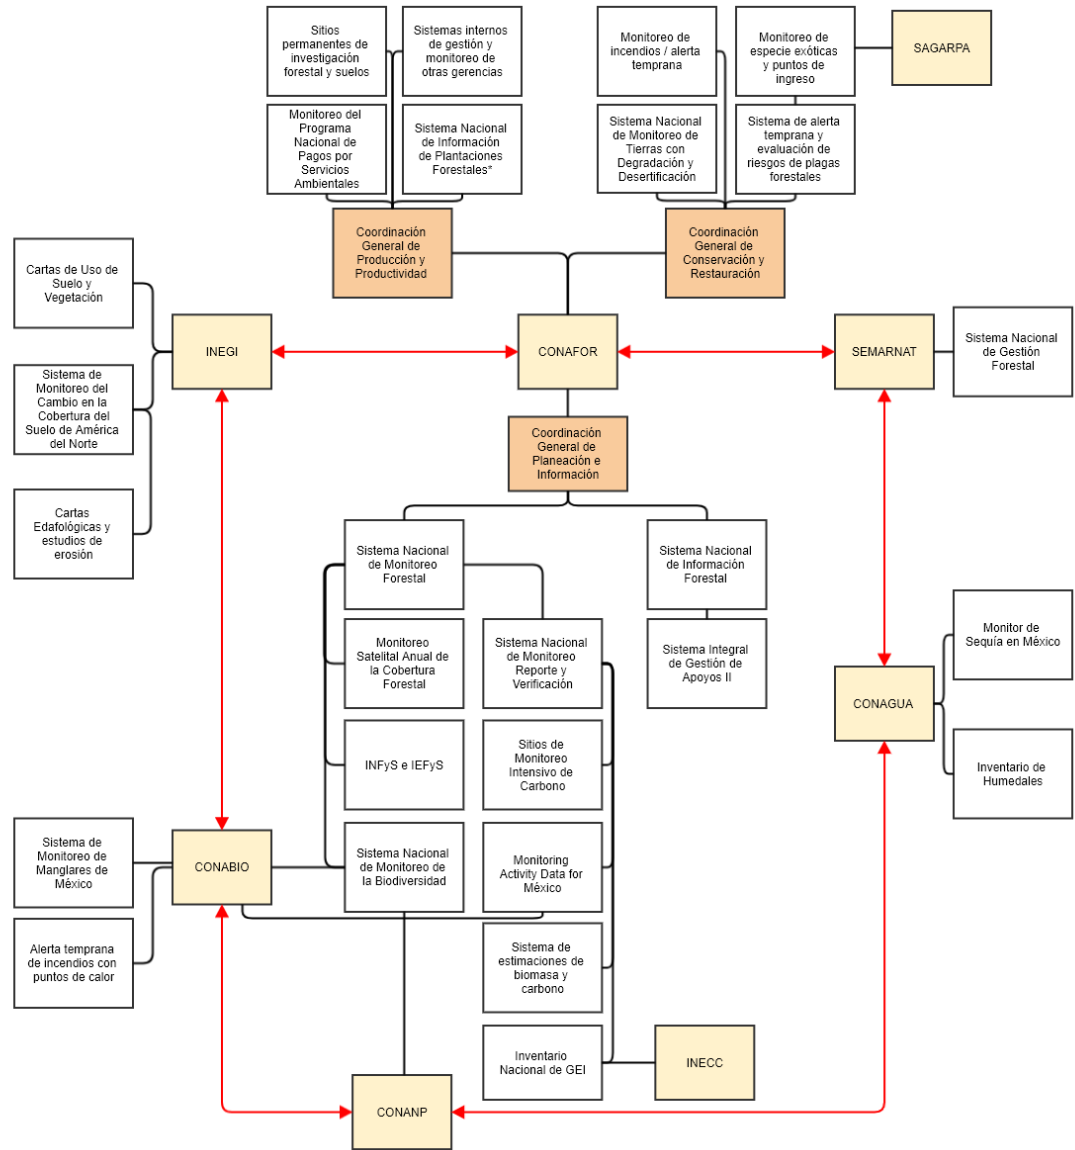 Sitios
permanentes de
investigación
forestal y suelos
Sistemas internos
de gestión y
monitoreo de
otras gerencias
Monitoreo de
incendios / alerta
temprana
Monitoreo de
especie exóticas
y puntos de
ingreso
SAGARPA
Monitoreo del
Programa
Nacional de
Pagos por
Servicios
Ambientales
Sistema Nacional
de Información
de Plantaciones
Forestales*
Sistema Nacional
de Monitoreo de
Tierras con
Degradación y
Desertificación
Sistema de alerta
temprana y
evaluación de
riesgos de plagas
forestales
Coordinación
General de
Producción y
Productividad
Coordinación
General de
Conservación y
Restauración
Cartas de Uso de
Suelo y
Vegetación
INEGI
CONAFOR
SEMARNAT
Sistema Nacional
de Gestión
Forestal
Sistema de
Monitoreo del
Cambio en la
Cobertura del
Suelo de América
del Norte
Coordinación
General de
Planeación e
Información
Cartas
Edafológicas y
estudios de
erosión
Sistema Nacional
de Monitoreo
Forestal
Sistema Nacional
de Información
Forestal
Monitoreo
Satelital Anual de
la Cobertura
Forestal
Sistema Nacional
de Monitoreo
Reporte y
Verificación
Sistema Integral
de Gestión de
Apoyos II
Monitor de
Sequía en México
CONAGUA
INFyS e IEFyS
Sitios de
Monitoreo
Intensivo de
Carbono
Inventario de
Humedales
Sistema de
Monitoreo de
Manglares de
México
CONABIO
Sistema Nacional
de Monitoreo de
la Biodiversidad
Monitoring
Activity Data for
México
Alerta temprana
de incendios con
puntos de calor
Sistema de
estimaciones de
biomasa y
carbono
Inventario
Nacional de GEI
INECC
CONANP